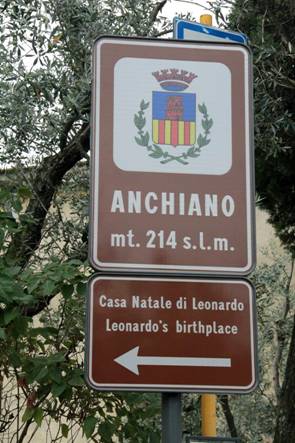 ANCHIANO
mt. 214 s.l.m.
Casa Natale di Leonardo
Leonardo's birthplace